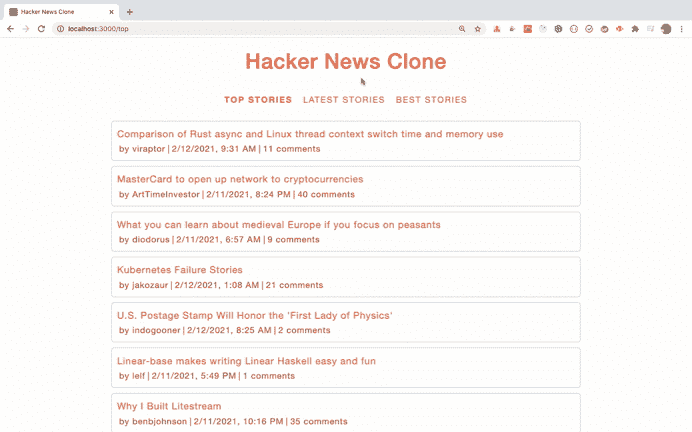 Hacker News Clone
localhost:3000/top
Hacker News Clone
TOP STORIES LATEST STORIES BEST STORIES
Comparison of Rust async and Linux thread context switch time and memory use
by viraptor | 2/12/2021, 9:31 AM | 11 comments
MasterCard to open up network to cryptocurrencies
by ArtTimeInvestor | 2/11/2021, 8:24 PM | 40 comments
What you can learn about medieval Europe if you focus on peasants
by diodorus | 2/11/2021, 6:57 AM | 9 comments
Kubernetes Failure Stories
by jakozaur | 2/12/2021, 1:08 AM | 21 comments
U.S. Postage Stamp Will Honor the 'First Lady of Physics'
by indogooner | 2/12/2021, 8:25 AM | 2 comments
Linear-base makes writing Linear Haskell easy and fun
by lelf | 2/11/2021, 5:49 PM | 1 comments
Why I Built Litestream
by benbjohnson | 2/11/2021, 10:16 PM | 35 comments